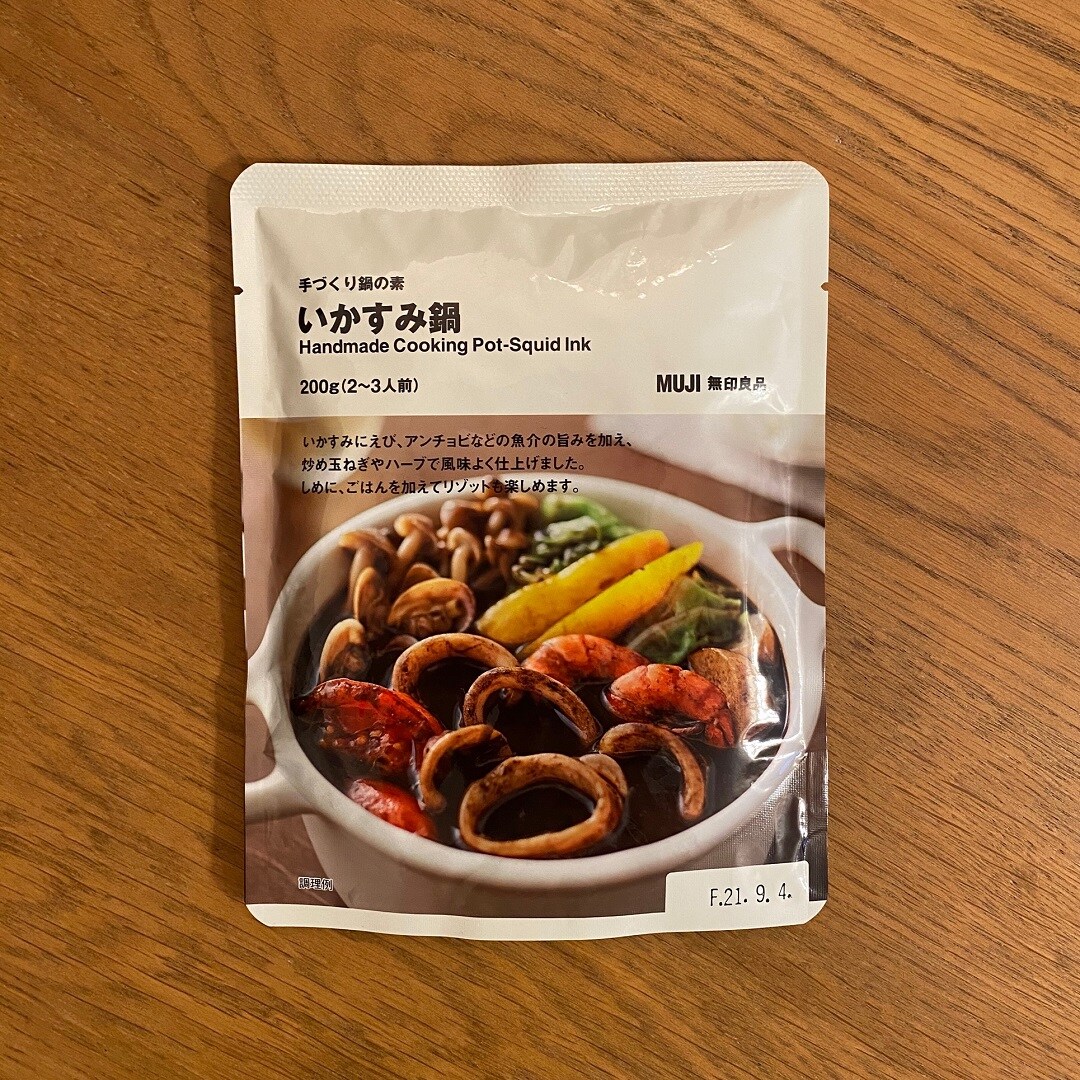 手づくり鍋の素
いかすみ鍋
Handmade Cooking Pot-Squid Ink
200g(2〜3人前)
MUJI 無印良品
いかすみにえび、アンチョビなどの魚介の旨みを加え、
炒め玉ねぎやハーブで風味よく仕上げました。
しめに、ごはんを加えてリゾットも楽しめます。
調理例
F.21. 9. 4.